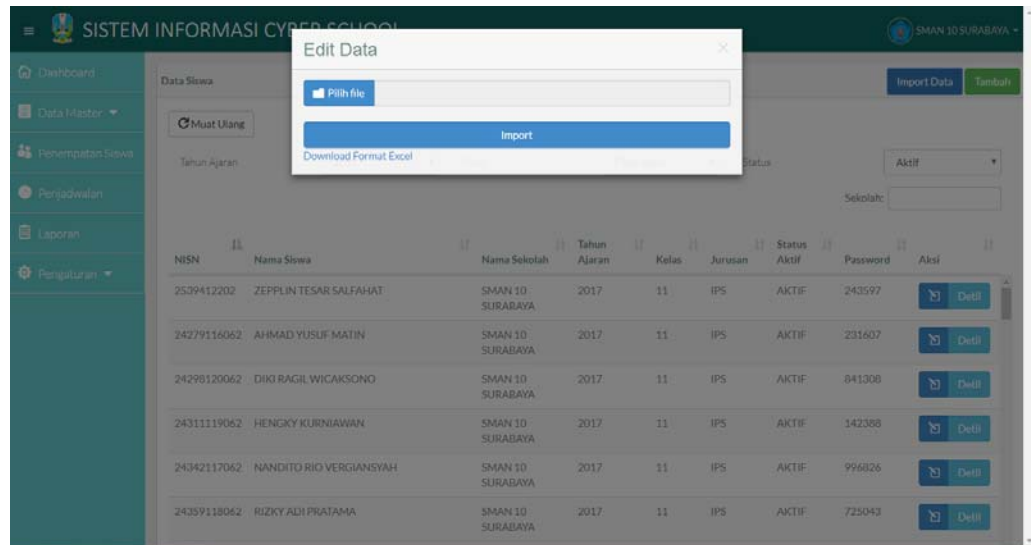 SISTEM INFORMASI CYBER SCHOOL
SMAN 10 SURABAYA
Edit Data
Pilih file
Import
Download Format Excel
Dashboard
Data Master
Penempatan Siswa
Penjadwalan
Laporan
Pengaturan
Data Siswa
Import Data
Tambah
Muat Ulang
Tahun Ajaran
Status
Aktif
Sekolah:
NISN Nama Siswa Nama Sekolah Tahun Ajaran Kelas Jurusan Status Aktif Password Aksi
2539412202 ZEPPLIN TESAR SALFAHAT SMAN 10 SURABAYA 2017 11 IPS AKTIF 243597 Detil
24279116062 AHMAD YUSUF MATIN SMAN 10 SURABAYA 2017 11 IPS AKTIF 231607 Detil
24298120062 DIKI RAGIL WICAKSONO SMAN 10 SURABAYA 2017 11 IPS AKTIF 841308 Detil
24311119062 HENGKY KURNIAWAN SMAN 10 SURABAYA 2017 11 IPS AKTIF 142388 Detil
24342117062 NANDITO RIO VERGIANSYAH SMAN 10 SURABAYA 2017 11 IPS AKTIF 996826 Detil
24359118062 RIZKY ADI PRATAMA SMAN 10 SURABAYA 2017 11 IPS AKTIF 725043 Detil